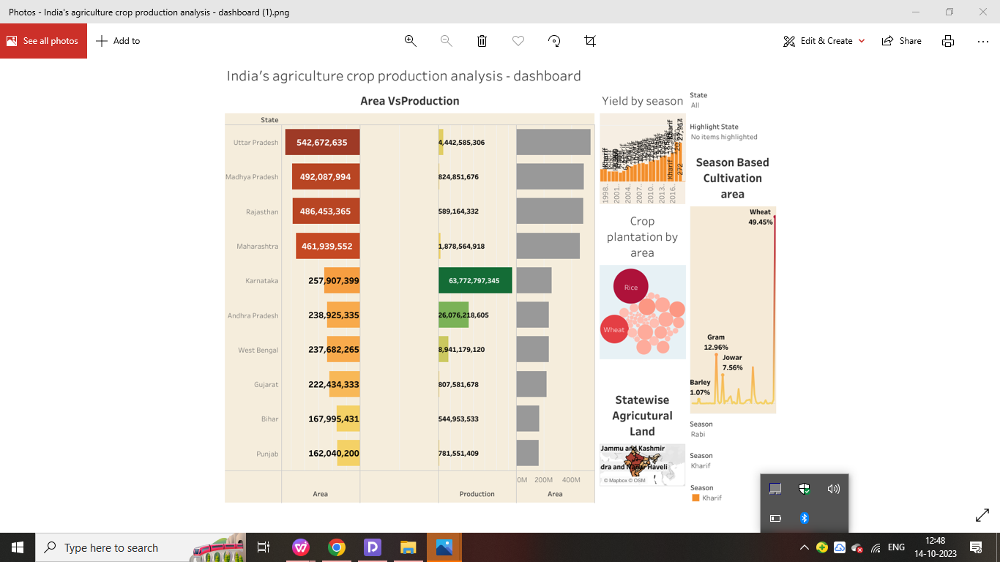 Photos - India's agriculture crop production analysis - dashboard (1).png
See all photos
Add to
Edit & Create
Share
India's agriculture crop production analysis - dashboard
Area VsProduction
State
Uttar Pradesh 542,672,635 4,442,585,306
Madhya Pradesh 492,087,994 824,851,676
Rajasthan 486,453,365 589,164,332
Maharashtra 461,939,552 1,878,564,918
Karnataka 257,907,399 63,772,797,345
Andhra Pradesh 238,925,335 26,076,218,605
West Bengal 237,682,265 8,941,179,120
Gujarat 222,434,333 807,581,678
Bihar 167,995,431 544,953,533
Punjab 162,040,200 781,551,409
0M 200M 400M
Area Production Area
Yield by season
Kharif
Kharif
272
1998..
2001..
2004..
2007..
2010..
2013..
2016..
Crop
plantation by
area
Rice
Wheat
Statewise
Agricutural
Land
Jammu and Kashmir
dra and Nagar Haveli
© Mapbox © OSM
State
All
Highlight State
No items highlighted
Season Based
Cultivation
area
Wheat
49.45%
Gram
12.96%
Jowar
7.56%
Barley
1.07%
Season
Rabi
Season
Kharif
Season
Kharif
Type here to search
ENG
12:48
14-10-2023